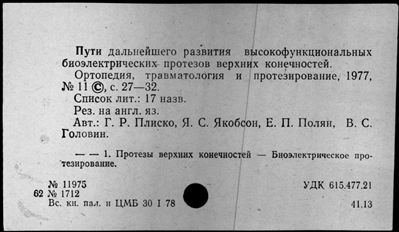 Пути дальнейшего развития высокофункциональных
биоэлектрических протезов верхних конечностей.
Ортопедия, травматология и протезирование, 1977,
№ 11 ©, с. 27—32.
Список лит.: 17 назв.
Рез. на англ. яз.
Авт.: Г. Р. Плиско, Я. С. Якобсон, Е. П. Полян, В. С.
Головин.
— — 1. Протезы верхних конечностей — Биоэлектрическое про-
тезирование.
№ 11975
62 № 1712
Вс. кн. пал. и ЦМБ 30 I 78
УДК 615.477.21
41.13